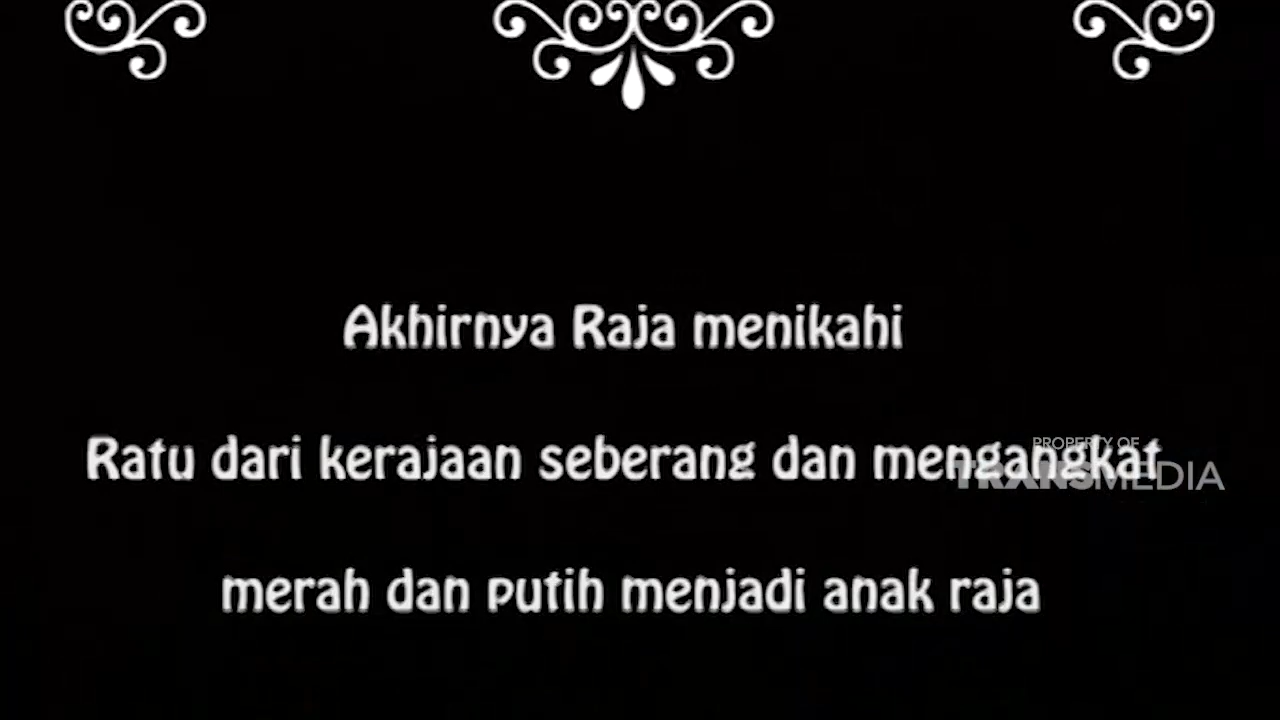 Akhirnya Raja menikahi
Ratu dari kerajaan seberang dan mengangkat
PROPERTY OF
TRANSMEDIA
merah dan putih menjadi anak raja